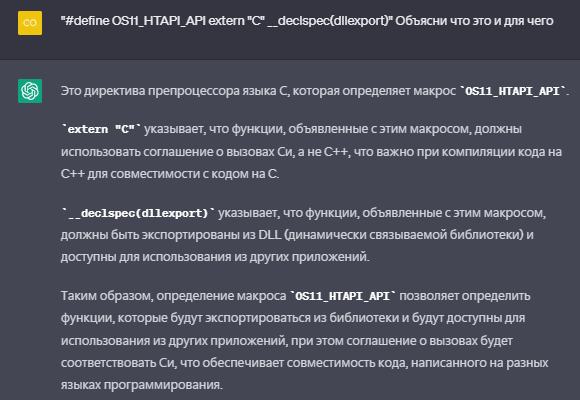 CO
"#define OS11_HTAPI_API extern "C" __declspec(dllexport)" Объясни что это и для чего
Это директива препроцессора языка C, которая определяет макрос `OS11_HTAPI_API`.
`extern "C"` указывает, что функции, объявленные с этим макросом, должны
использовать соглашение о вызовах Си, а не C++, что важно при компиляции кода на
C++ для совместимости с кодом на C.
`__declspec(dllexport)` указывает, что функции, объявленные с этим макросом,
должны быть экспортированы из DLL (динамически связываемой библиотеки) и
доступны для использования из других приложений.
Таким образом, определение макроса `OS11_HTAPI_API` позволяет определить
функции, которые будут экспортироваться из библиотеки и будут доступны для
использования из других приложений, при этом соглашение о вызовах будет
соответствовать Си, что обеспечивает совместимость кода, написанного на разных
языках программирования.